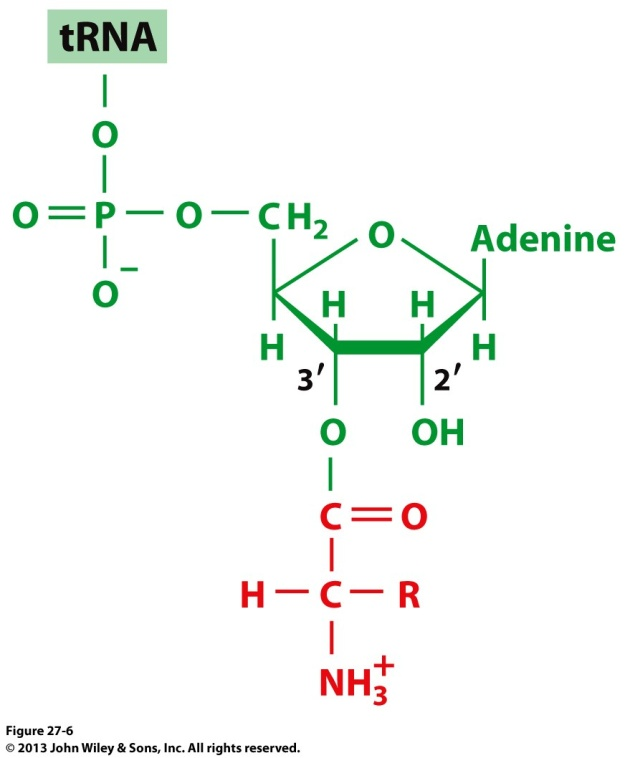 tRNA
O
O=P—O—CH₂
O
Adenine
O⁻
H
H
H
H
3′
2′
O
OH
C=O
H—C—R
NH₃⁺
Figure 27-6
© 2013 John Wiley & Sons, Inc. All rights reserved.